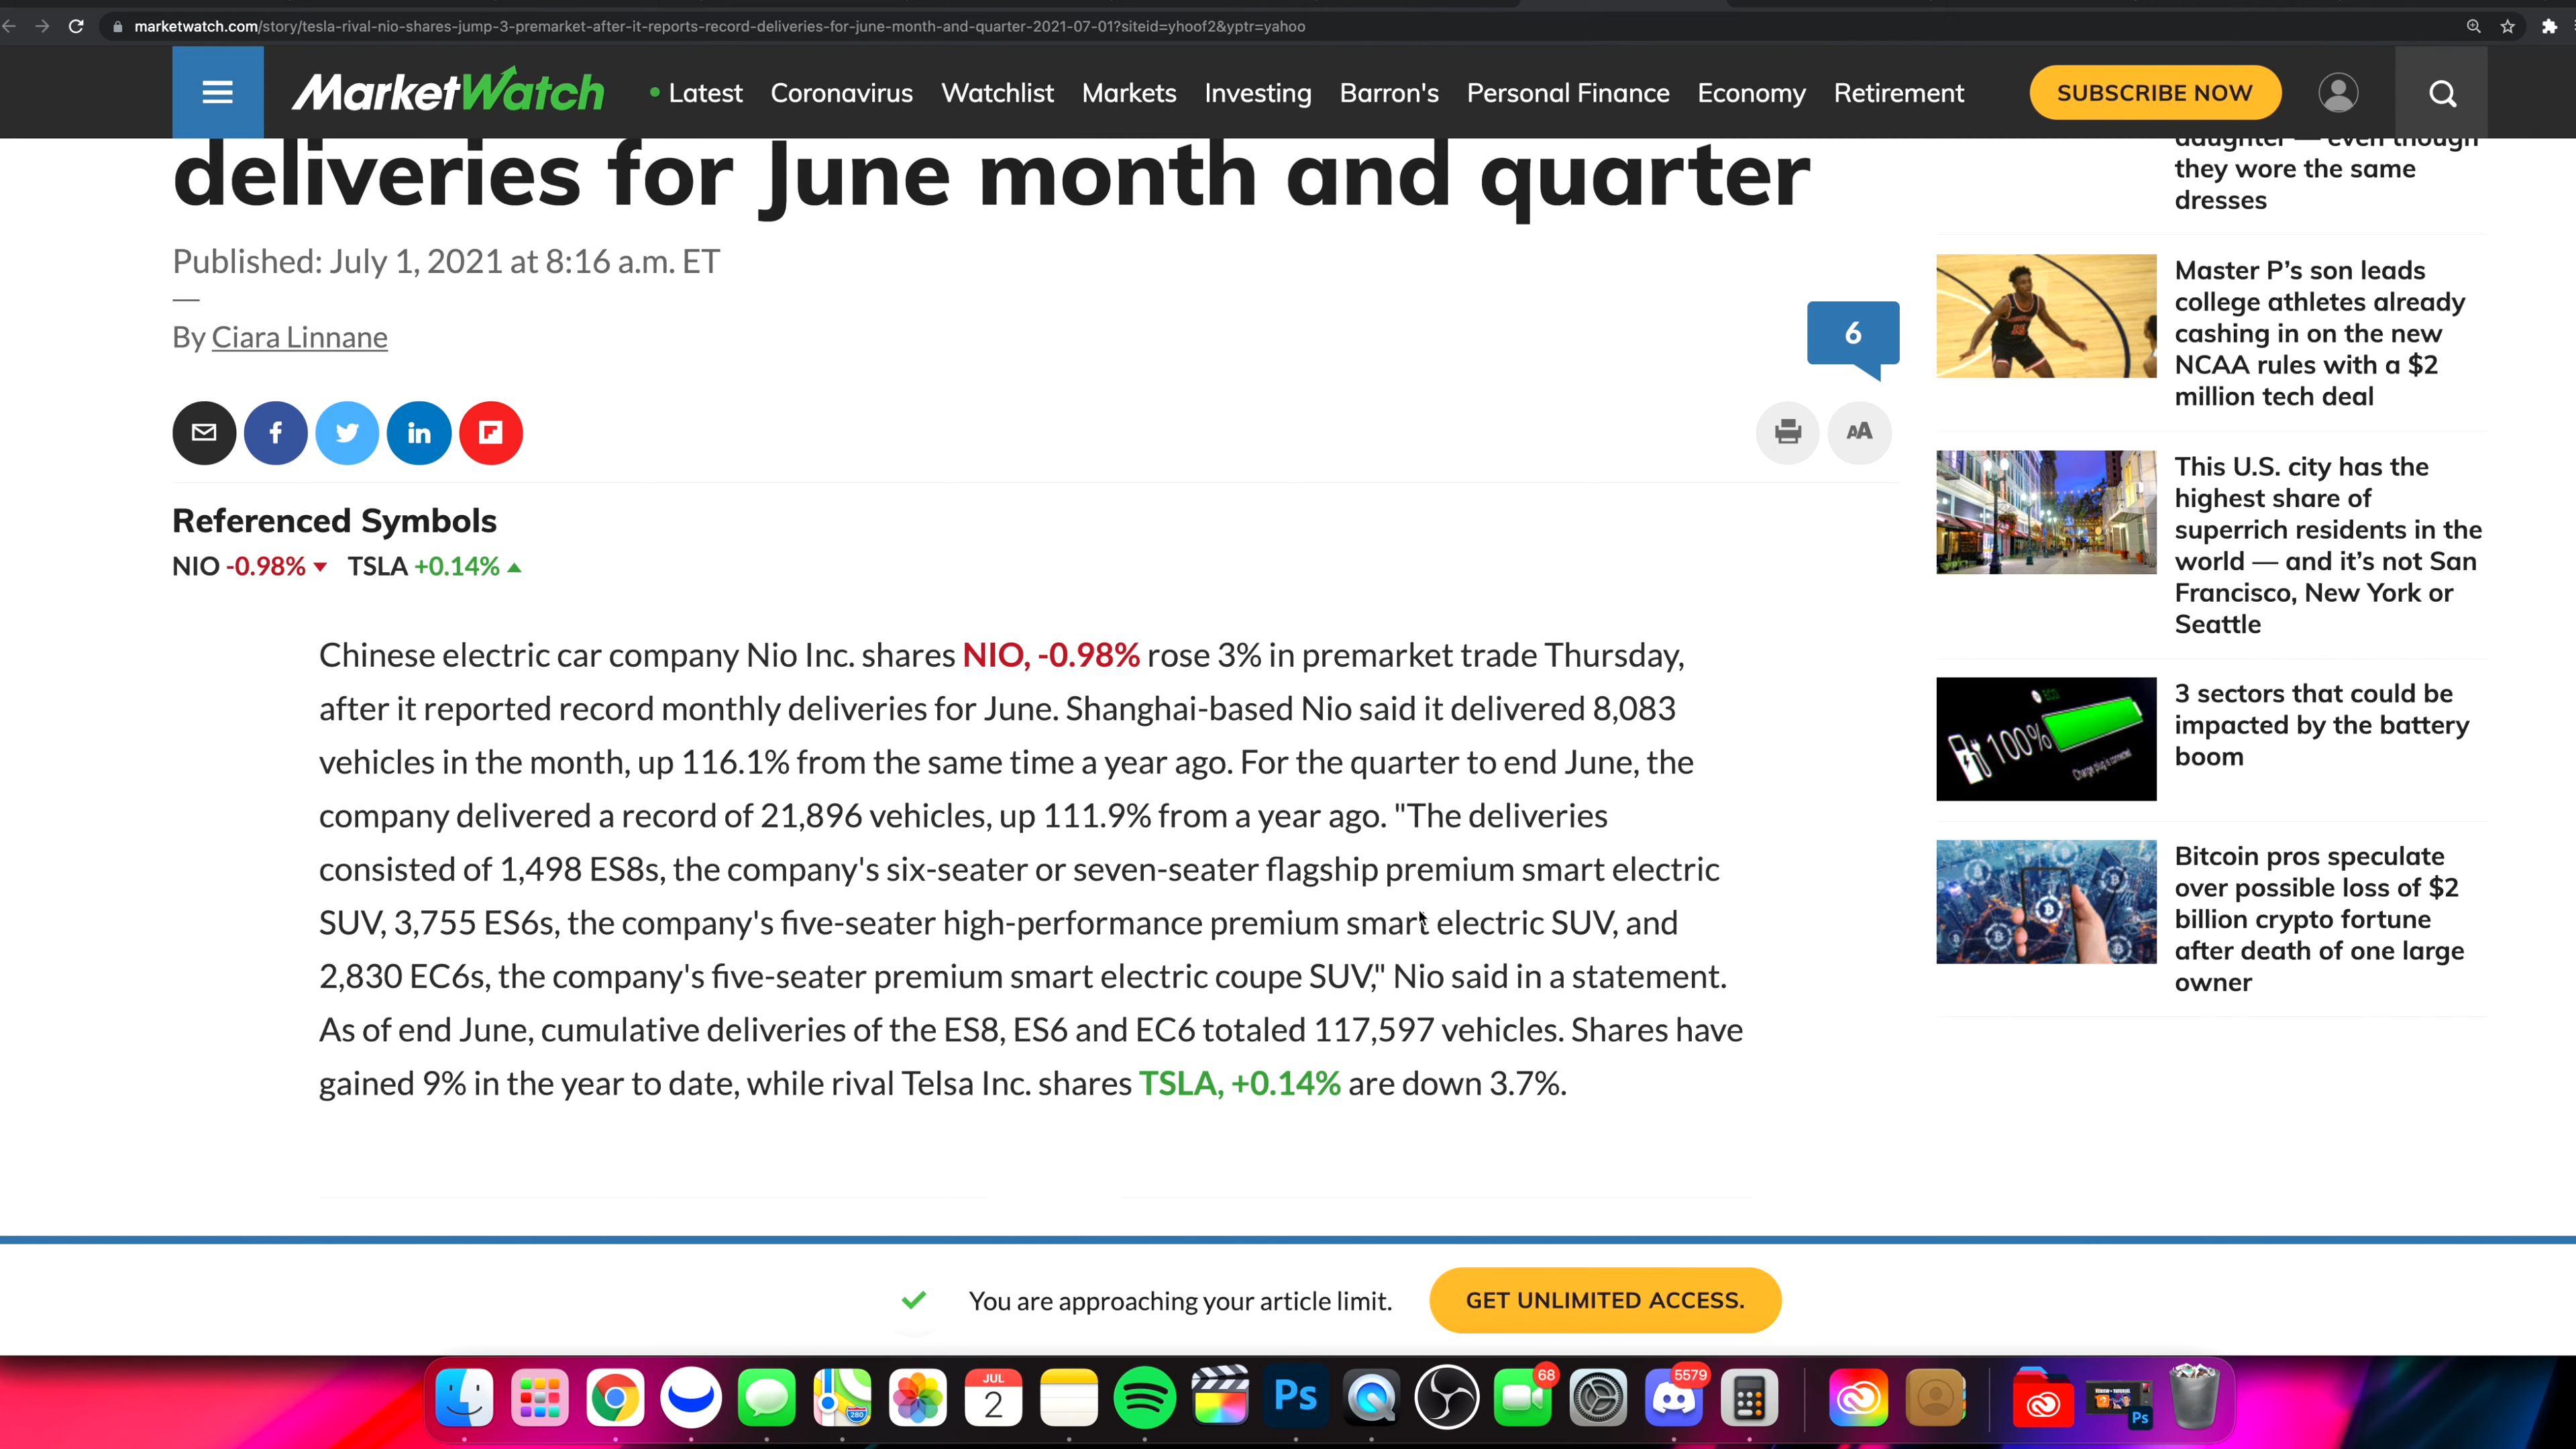 marketwatch.com/story/tesla-rival-nio-shares-jump-3-premarket-after-it-reports-record-deliveries-for-june-month-and-quarter-2021-07-01?siteid=yhoof2&yptr=yahoo
MarketWatch
Latest Coronavirus Watchlist Markets Investing Barron's Personal Finance Economy Retirement
SUBSCRIBE NOW
deliveries for June month and quarter
Published: July 1, 2021 at 8:16 a.m. ET
By Ciara Linnane
6
f
in
AA
Referenced Symbols
NIO -0.98% TSLA +0.14%
Chinese electric car company Nio Inc. shares NIO, -0.98% rose 3% in premarket trade Thursday,
after it reported record monthly deliveries for June. Shanghai-based Nio said it delivered 8,083
vehicles in the month, up 116.1% from the same time a year ago. For the quarter to end June, the
company delivered a record of 21,896 vehicles, up 111.9% from a year ago. "The deliveries
consisted of 1,498 ES8s, the company's six-seater or seven-seater flagship premium smart electric
SUV, 3,755 ES6s, the company's five-seater high-performance premium smart electric SUV, and
2,830 EC6s, the company's five-seater premium smart electric coupe SUV," Nio said in a statement.
As of end June, cumulative deliveries of the ES8, ES6 and EC6 totaled 117,597 vehicles. Shares have
gained 9% in the year to date, while rival Telsa Inc. shares TSLA, +0.14% are down 3.7%.
daughter — even though
they wore the same
dresses
Master P's son leads
college athletes already
cashing in on the new
NCAA rules with a $2
million tech deal
This U.S. city has the
highest share of
superrich residents in the
world — and it's not San
Francisco, New York or
Seattle
100%
3 sectors that could be
impacted by the battery
boom
Bitcoin pros speculate
over possible loss of $2
billion crypto fortune
after death of one large
owner
You are approaching your article limit.
GET UNLIMITED ACCESS.
280
JUL
2
Ps
68
5579
Ps